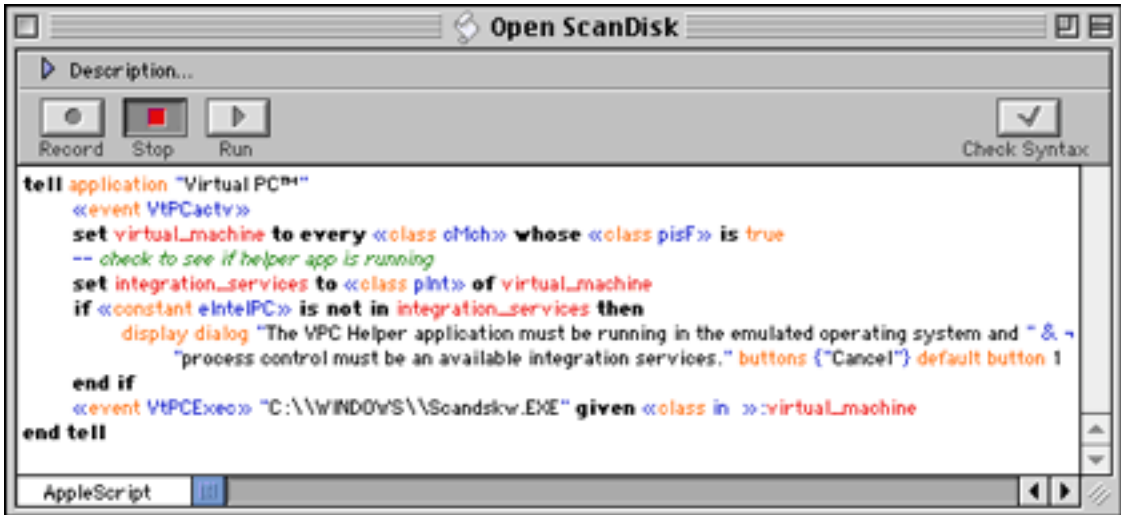 Open ScanDisk
Description...
Record Stop Run Check Syntax
tell application "Virtual PC™"
«event VtPCactv»
set virtual_machine to every «class cMch» whose «class pisF» is true
-- check to see if helper app is running
set integration_services to «class pInt» of virtual_machine
if «constant eIntelPC» is not in integration_services then
display dialog "The VPC Helper application must be running in the emulated operating system and " & ¬
"process control must be an available integration services." buttons {"Cancel"} default button 1
end if
«event VtPCExec» "C:\\WINDOWS\\Scandskw.EXE" given «class in  »:virtual_machine
end tell
AppleScript